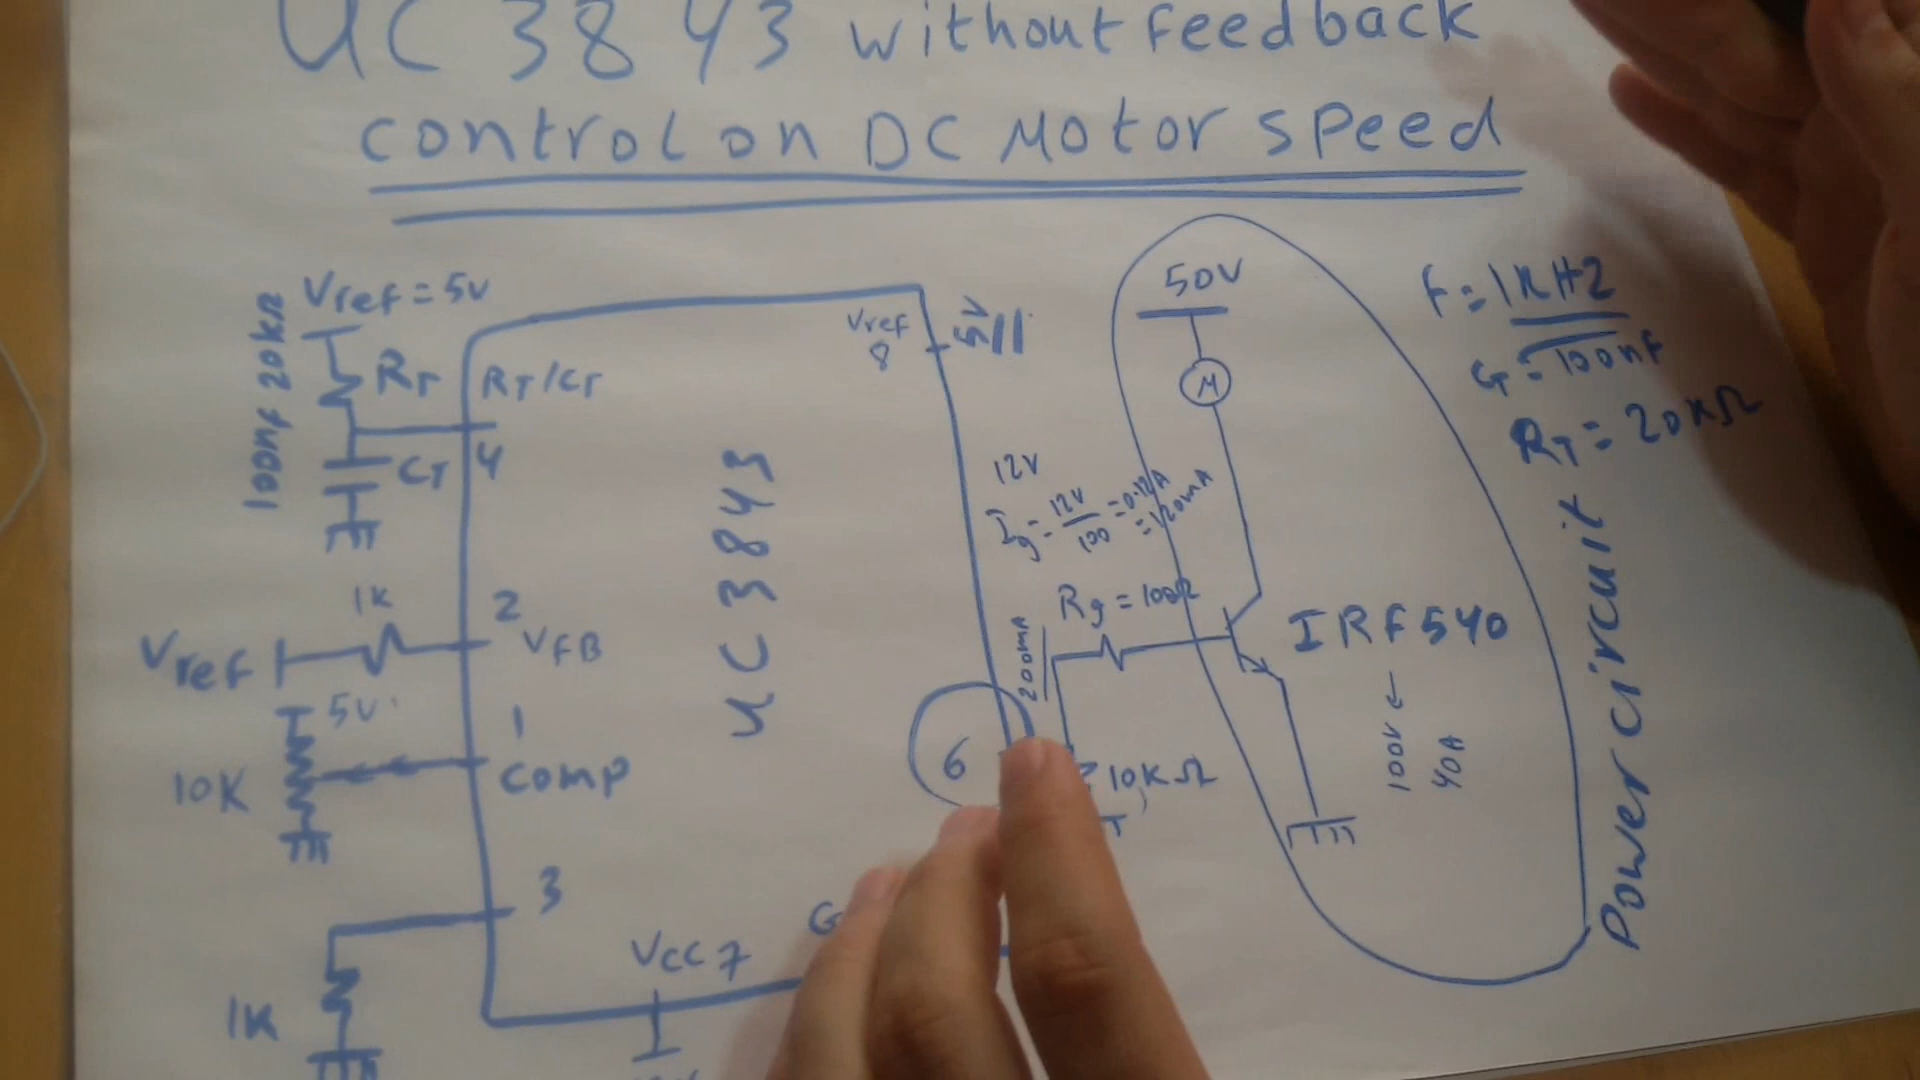 UC 3843 without feedback
control on DC Motor speed
Vref = 5V
100nf 20kΩ
RT
CT
RT/CT
4
Vref
8
5V
50V
M
F = 1KHZ
CT = 100nf
RT = 20KΩ
12V
Ig = 12V/100 = 0.12A
= 120mA
Rg = 100Ω
200mA
IRF540
100V
40A
Power circuit
UC3843
1K
2
VFB
Vref
5V
10K
1
comp
6
10KΩ
3
1K
VCC 7
G